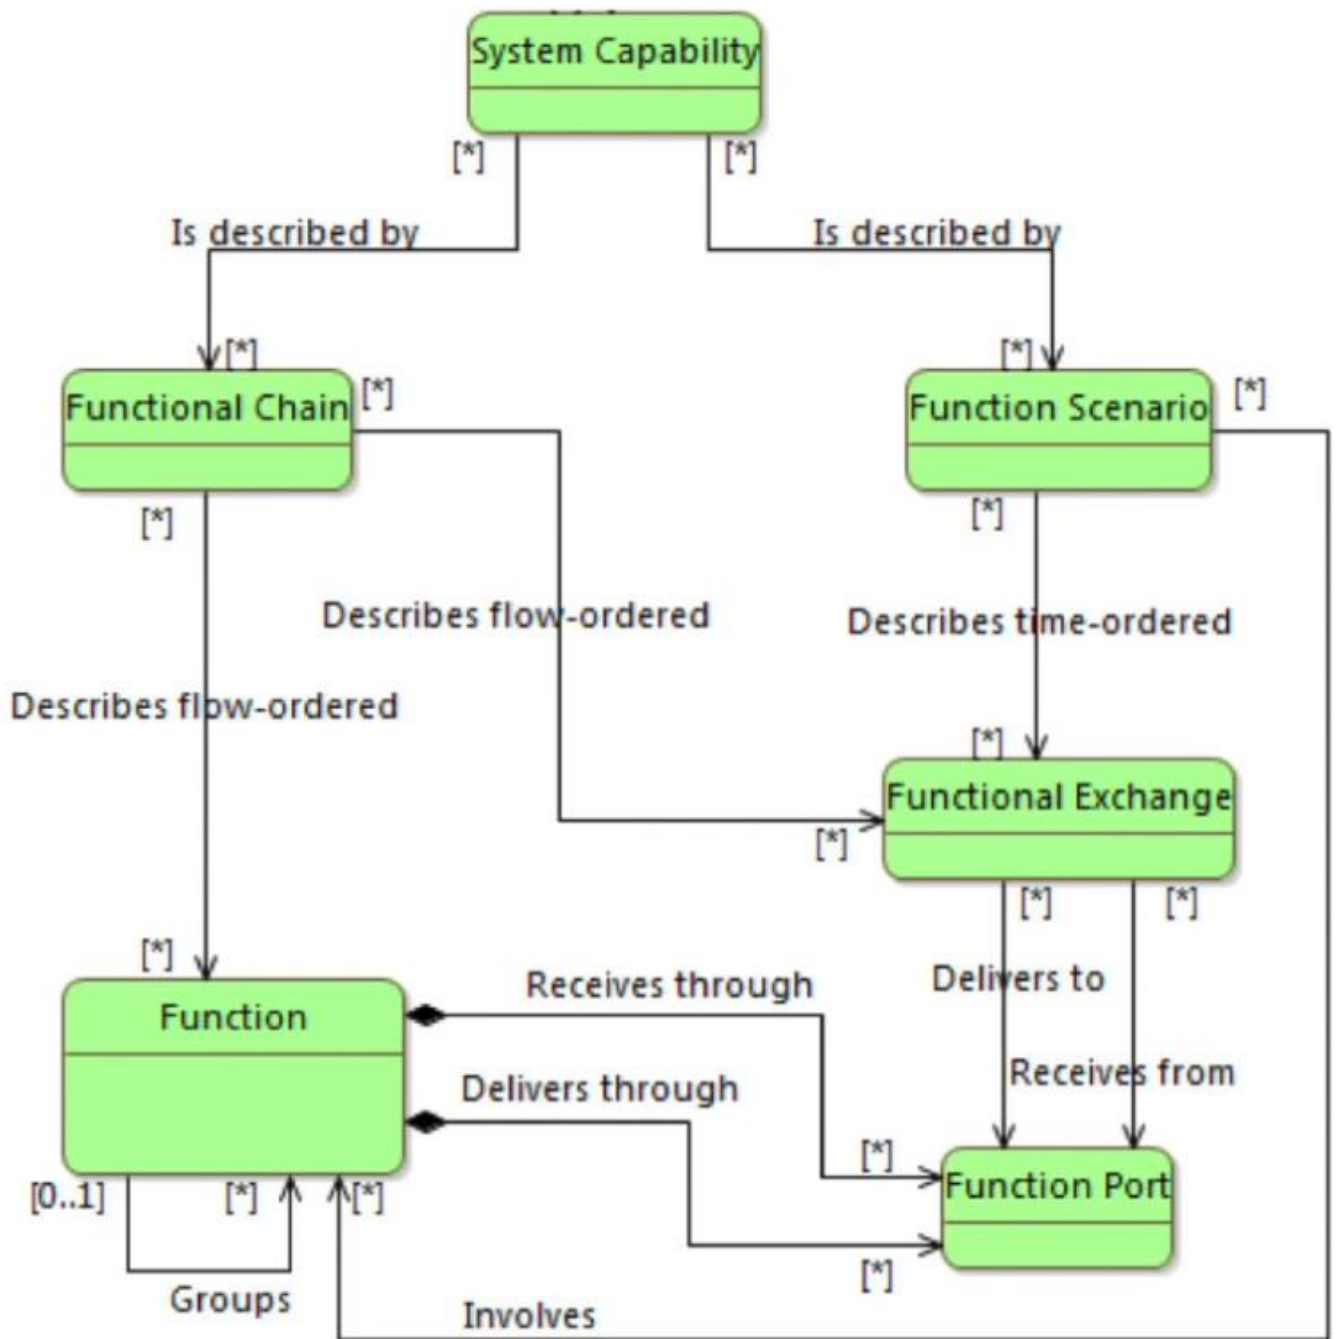 System Capability
[*]
[*]
Is described by
Is described by
[*]
[*]
Functional Chain
[*]
Function Scenario
[*]
[*]
[*]
Describes flow-ordered
Describes time-ordered
Describes flow-ordered
[*]
Functional Exchange
[*]
[*]
[*]
[*]
Function
Receives through
Delivers to
Delivers through
Receives from
[*]
Function Port
[0..1]
[*]
[*]
[*]
Groups
Involves